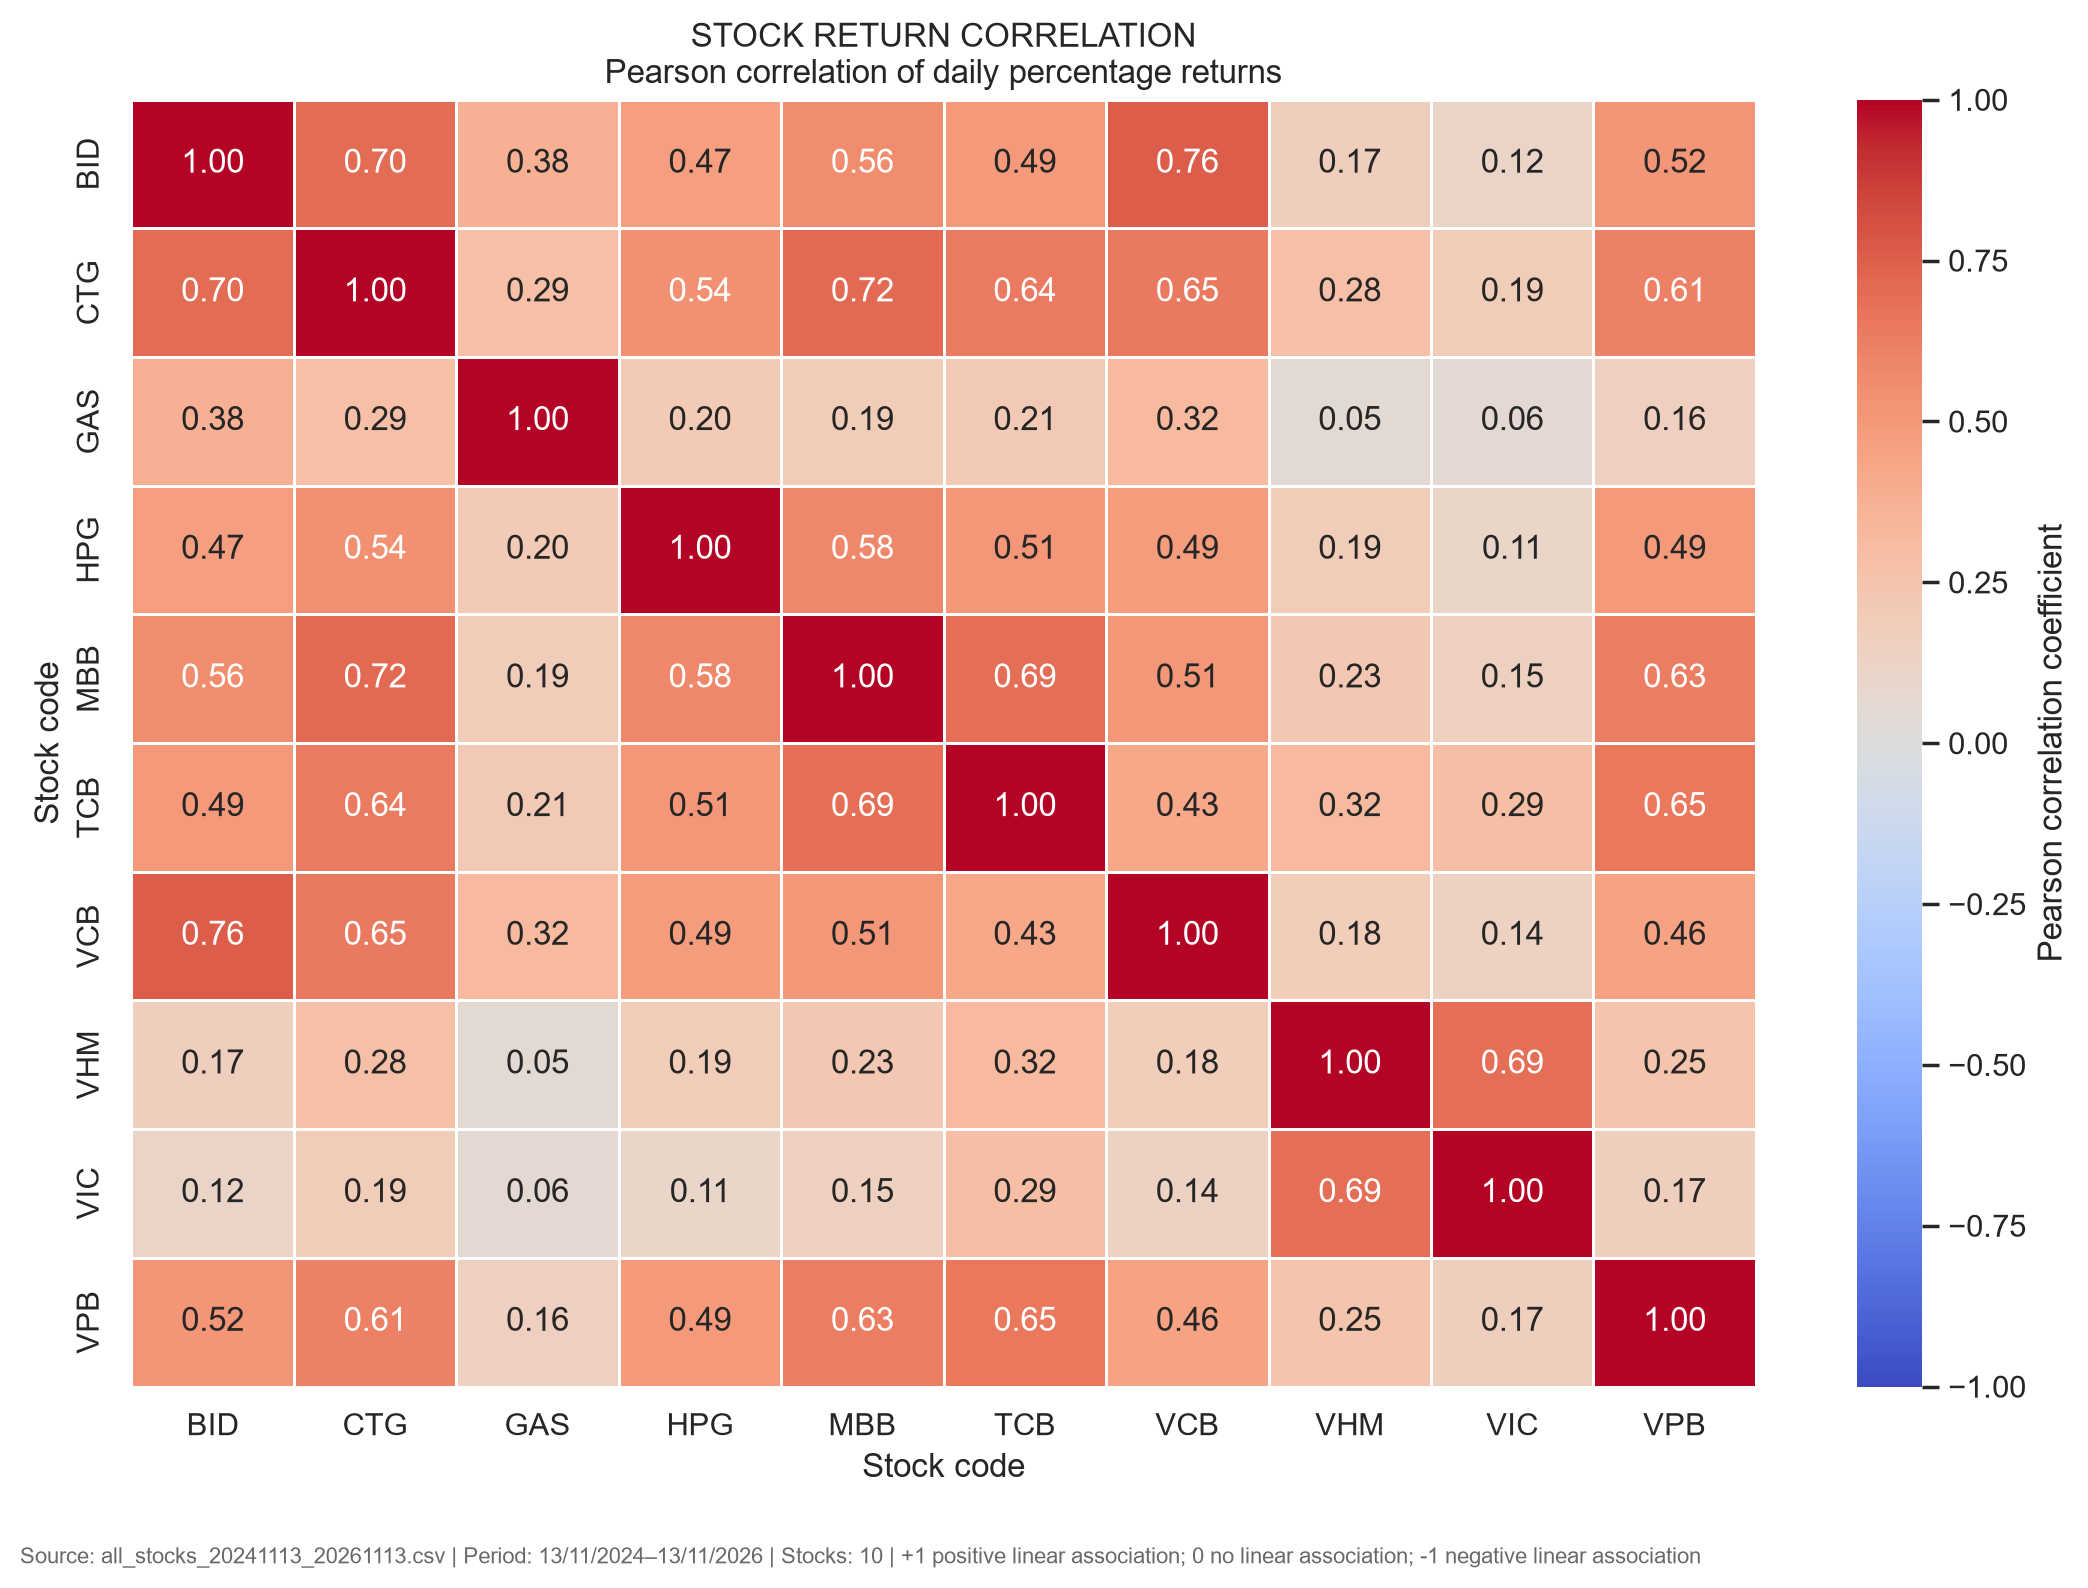 STOCK RETURN CORRELATION
Pearson correlation of daily percentage returns
BID 1.00 0.70 0.38 0.47 0.56 0.49 0.76 0.17 0.12 0.52
CTG 0.70 1.00 0.29 0.54 0.72 0.64 0.65 0.28 0.19 0.61
GAS 0.38 0.29 1.00 0.20 0.19 0.21 0.32 0.05 0.06 0.16
HPG 0.47 0.54 0.20 1.00 0.58 0.51 0.49 0.19 0.11 0.49
MBB 0.56 0.72 0.19 0.58 1.00 0.69 0.51 0.23 0.15 0.63
TCB 0.49 0.64 0.21 0.51 0.69 1.00 0.43 0.32 0.29 0.65
VCB 0.76 0.65 0.32 0.49 0.51 0.43 1.00 0.18 0.14 0.46
VHM 0.17 0.28 0.05 0.19 0.23 0.32 0.18 1.00 0.69 0.25
VIC 0.12 0.19 0.06 0.11 0.15 0.29 0.14 0.69 1.00 0.17
VPB 0.52 0.61 0.16 0.49 0.63 0.65 0.46 0.25 0.17 1.00
Stock code
BID CTG GAS HPG MBB TCB VCB VHM VIC VPB
Stock code
1.00
0.75
0.50
0.25
0.00
−0.25
−0.50
−0.75
−1.00
Pearson correlation coefficient
Source: all_stocks_20241113_20261113.csv | Period: 13/11/2024–13/11/2026 | Stocks: 10 | +1 positive linear association; 0 no linear association; -1 negative linear association